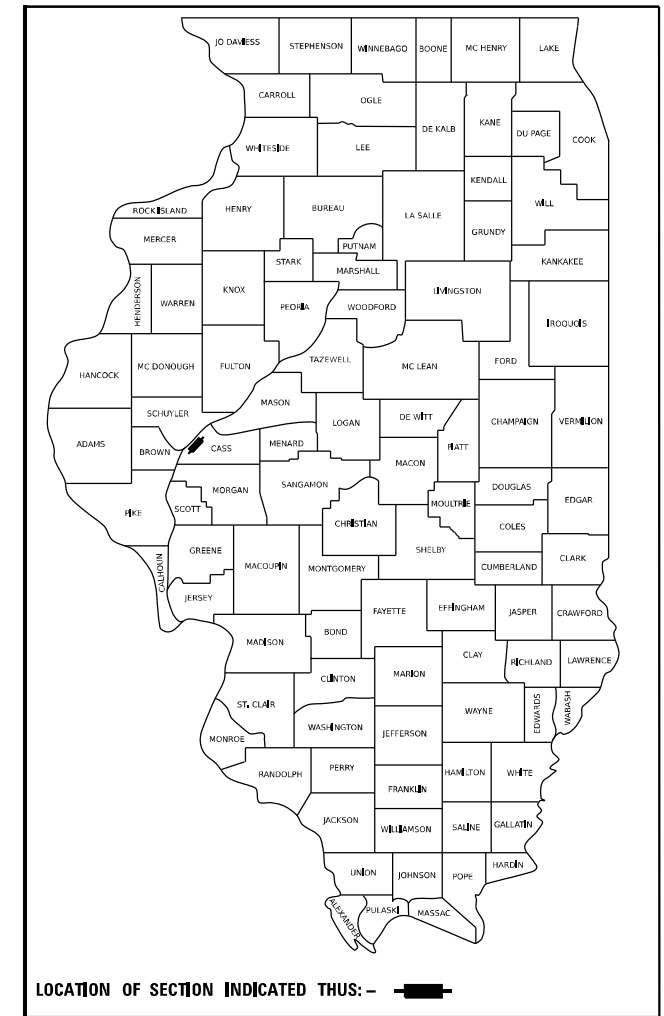 JO DAVIESS STEPHENSON WINNEBAGO BOONE MC HENRY LAKE
CARROLL OGLE DE KALB KANE DU PAGE COOK
WHITESIDE LEE
KENDALL
ROCK ISLAND HENRY BUREAU LA SALLE WILL
MERCER PUTNAM GRUNDY
STARK MARSHALL KANKAKEE
HENDERSON WARREN KNOX PEORIA WOODFORD LIVINGSTON
IROQUOIS
HANCOCK MC DONOUGH FULTON TAZEWELL MC LEAN FORD
MASON
SCHUYLER LOGAN DE WITT CHAMPAIGN VERMILION
ADAMS BROWN CASS MENARD PIATT
MACON
MORGAN SANGAMON DOUGLAS EDGAR
PIKE SCOTT MOULTRIE
CHRISTIAN COLES
GREENE SHELBY
CALHOUN MACOUPIN MONTGOMERY CUMBERLAND CLARK
JERSEY
FAYETTE EFFINGHAM JASPER CRAWFORD
MADISON BOND
CLAY RICHLAND LAWRENCE
CLINTON MARION
ST. CLAIR WAYNE EDWARDS WABASH
WASHINGTON JEFFERSON
MONROE
RANDOLPH PERRY HAMILTON WHITE
FRANKLIN
JACKSON WILLIAMSON SALINE GALLATIN
HARDIN
UNION JOHNSON POPE
ALEXANDER PULASKI MASSAC
LOCATION OF SECTION INDICATED THUS: –